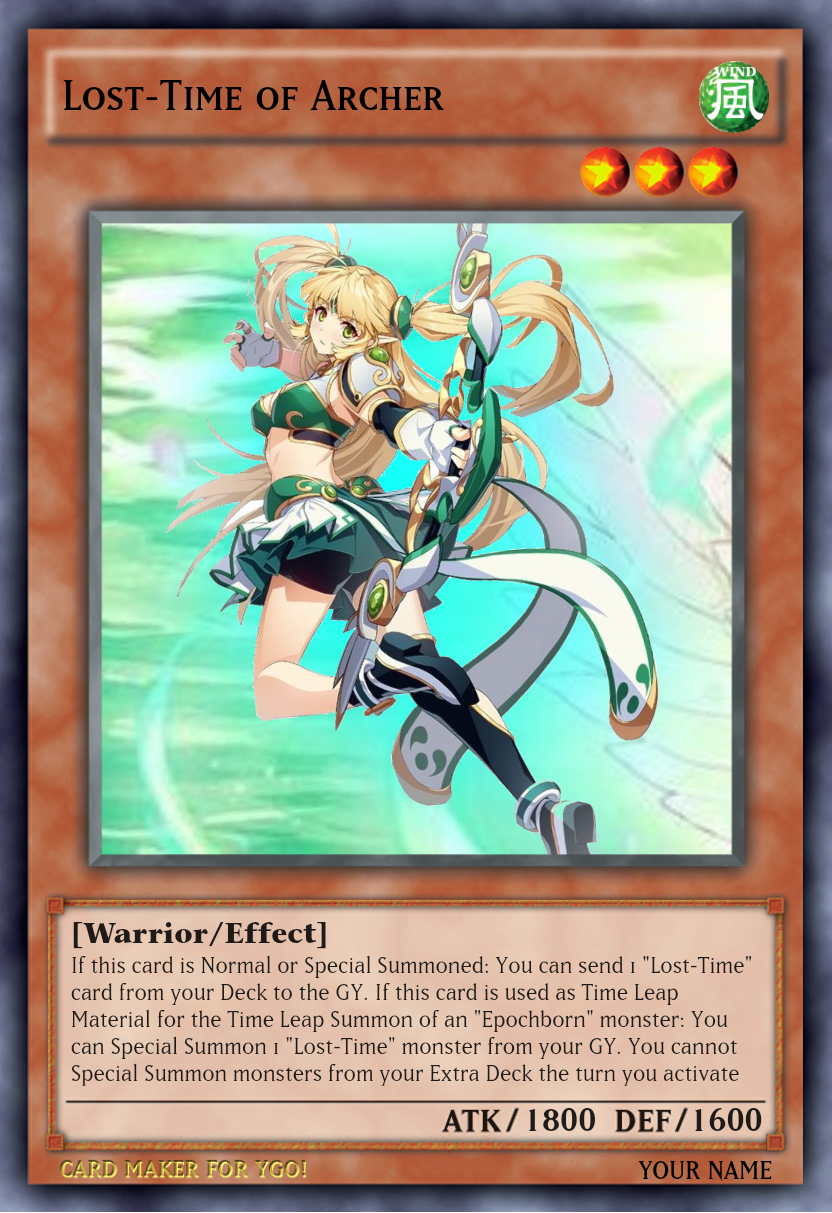 Lost-Time of Archer
WIND
風
[Warrior/Effect]
If this card is Normal or Special Summoned: You can send 1 "Lost-Time"
card from your Deck to the GY. If this card is used as Time Leap
Material for the Time Leap Summon of an "Epochborn" monster: You
can Special Summon 1 "Lost-Time" monster from your GY. You cannot
Special Summon monsters from your Extra Deck the turn you activate
ATK/1800 DEF/1600
CARD MAKER FOR YGO! YOUR NAME